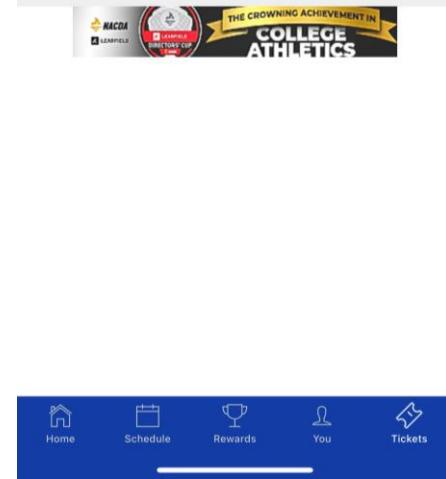 NACDA
LEARFIELD
LEARFIELD
DIRECTORS' CUP
THE CROWNING ACHIEVEMENT IN
COLLEGE
ATHLETICS
Home
Schedule
Rewards
You
Tickets